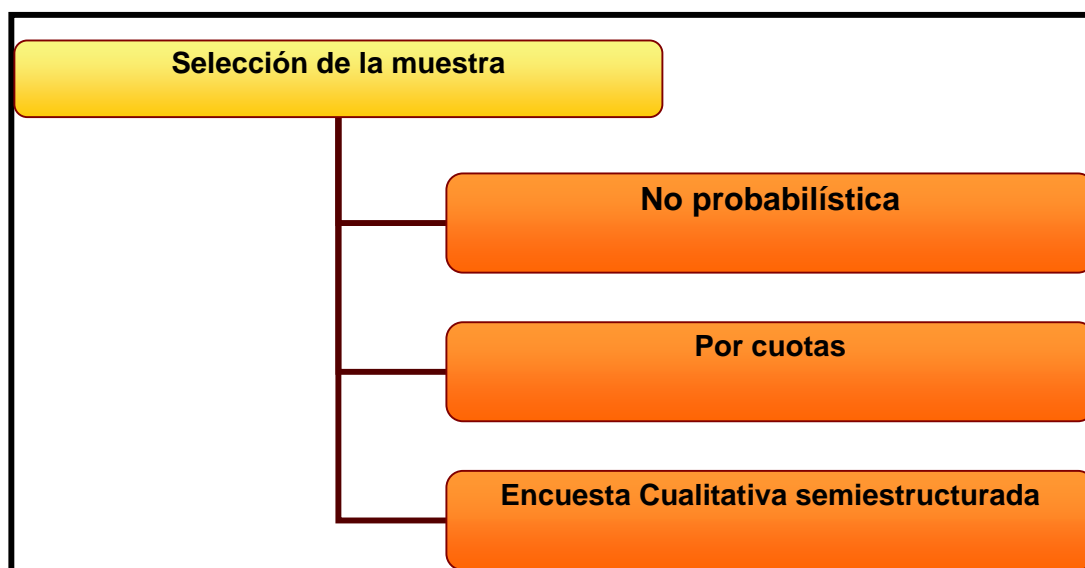 Selección de la muestra
No probabilística
Por cuotas
Encuesta Cualitativa semiestructurada